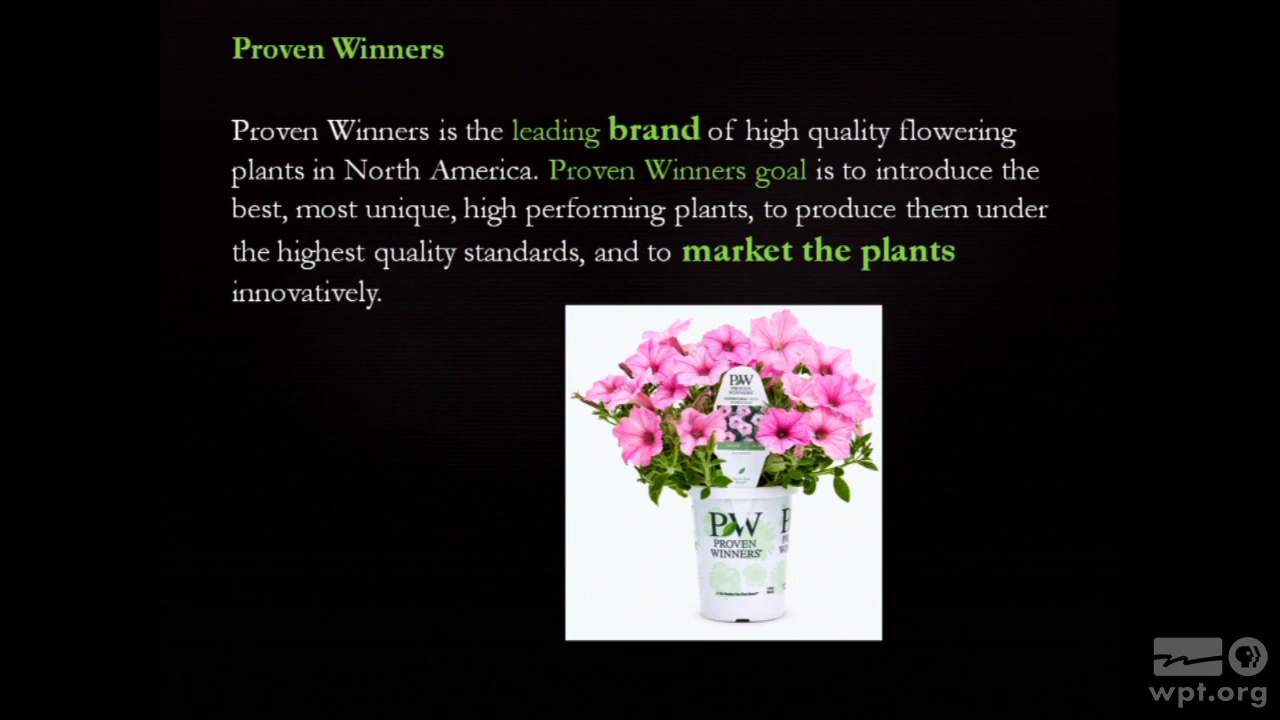 Proven Winners
Proven Winners is the leading brand of high quality flowering
plants in North America. Proven Winners goal is to introduce the
best, most unique, high performing plants, to produce them under
the highest quality standards, and to market the plants
innovatively.
PW
PROVEN
WINNERS
PW
PROVEN
WINNERS®
wpt.org